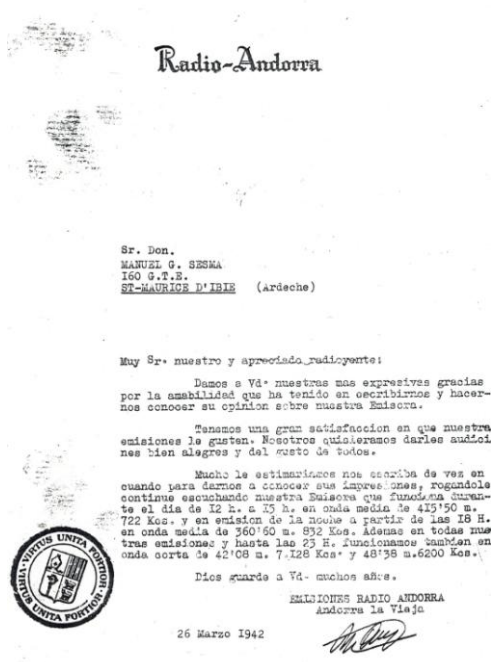 Radio-Andorra
Sr. Don.
MANUEL G. SESMA
I60 G.T.E.
ST-MAURICE D'IBIE (Ardeche)
Muy Sr. nuestro y apreciado radioyente:
Damos a Vd. nuestras mas expresivas gracias
por la amabilidad que ha tenido en escribirnos y hacer-
nos conocer su opinion sobre nuestra Emisora.
Tenemos una gran satisfaccion en que nuestra
emisiones le gusten. Nosotros quisieramos darles audici
nes bien alegres y del gusto de todos.
Mucho le estimariamos nos escriba de vez en
cuando para darnos a conocer sus impresiones, rogandole
continue escuchando nuestra Emisora que funciona duran-
te el dia de I2 h. a I5 h. en onda media de 4I5'50 m.
722 Kcs. y en emision de la noche a partir de las I8 H.
en onda media de 360'60 m. 832 Kcs. Ademas en todas nue
tras emisiones y hasta las 23 H. funcionamos tambien en
onda corta de 42'08 m. 7.I28 Kcs. y 48'38 m.6200 Kcs.
Dios guarde a Vd. muchos años.
EMISIONES RADIO ANDORRA
Andorra la Vieja
26 Marzo 1942
VIRTUS UNITA FORTIOR
VIRTUS UNITA FORTIOR